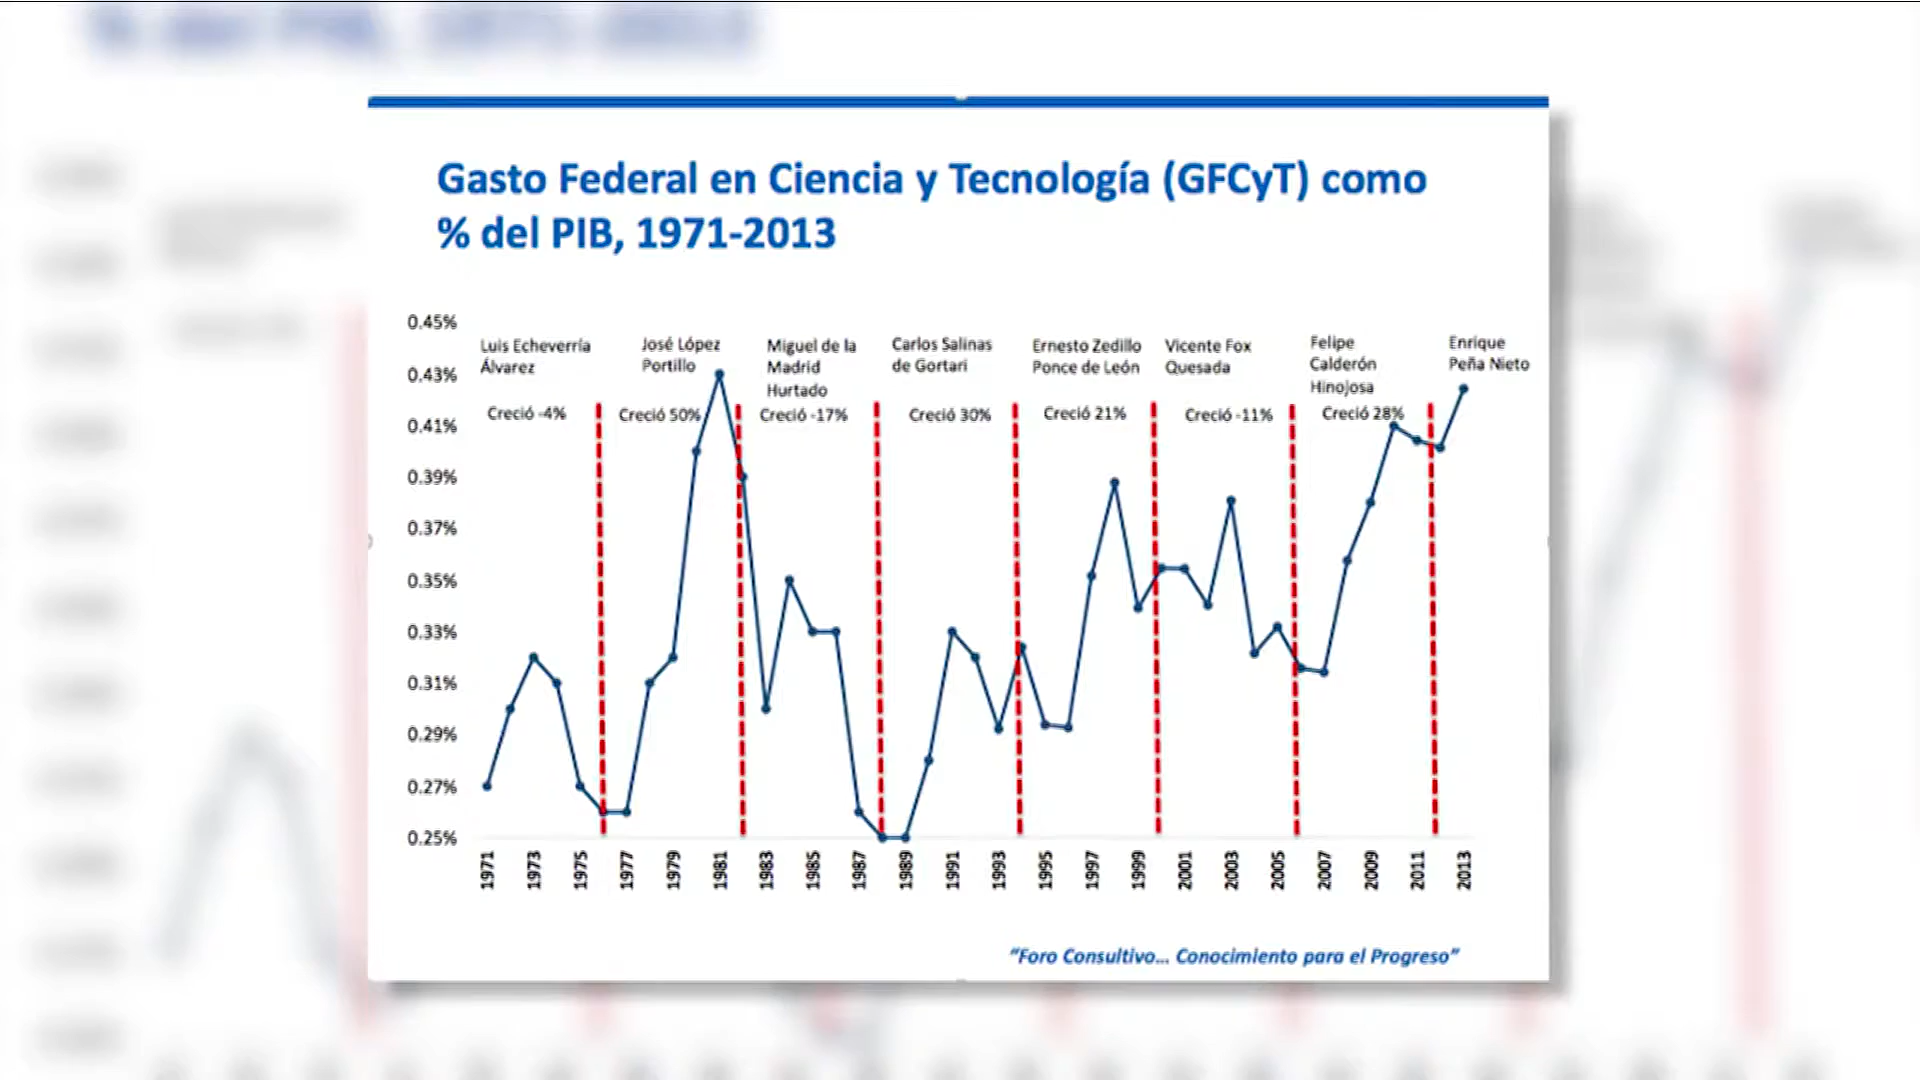 Gasto Federal en Ciencia y Tecnología (GFCyT) como
% del PIB, 1971-2013
0.45%
0.43%
0.41%
0.39%
0.37%
0.35%
0.33%
0.31%
0.29%
0.27%
0.25%
Luis Echeverría
Álvarez
Creció -4%
José López
Portillo
Creció 50%
Miguel de la
Madrid
Hurtado
Creció -17%
Carlos Salinas
de Gortari
Creció 30%
Ernesto Zedillo
Ponce de León
Creció 21%
Vicente Fox
Quesada
Creció -11%
Felipe
Calderón
Hinojosa
Creció 28%
Enrique
Peña Nieto
1971
1973
1975
1977
1979
1981
1983
1985
1987
1989
1991
1993
1995
1997
1999
2001
2003
2005
2007
2009
2011
2013
"Foro Consultivo... Conocimiento para el Progreso"